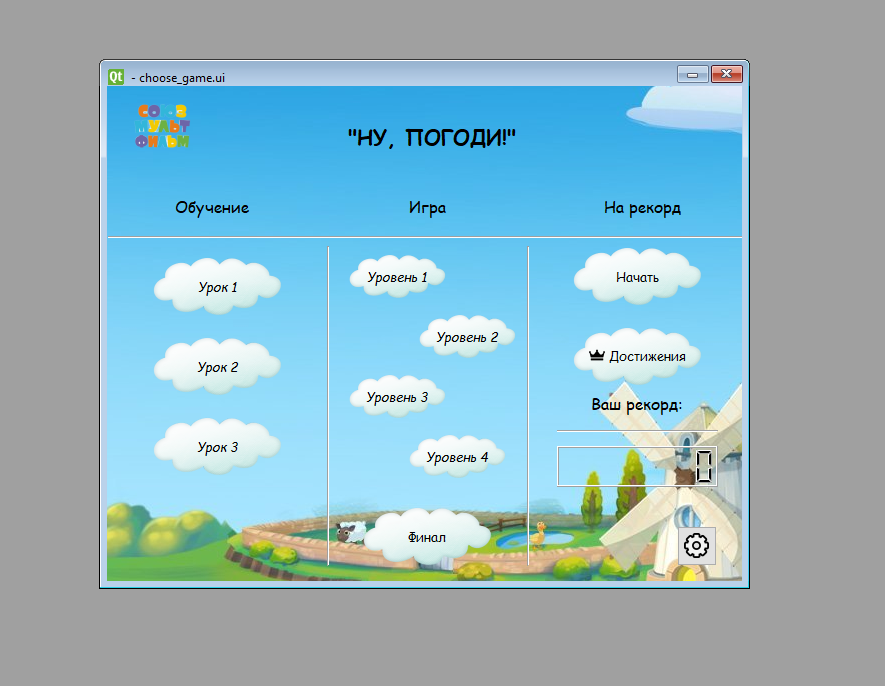 Qt - choose_game.ui
СОЮЗ
МУЛЬТ
ФИЛЬМ
"НУ, ПОГОДИ!"
Обучение
Игра
На рекорд
Урок 1
Урок 2
Урок 3
Уровень 1
Уровень 2
Уровень 3
Уровень 4
Финал
Начать
Достижения
Ваш рекорд:
0